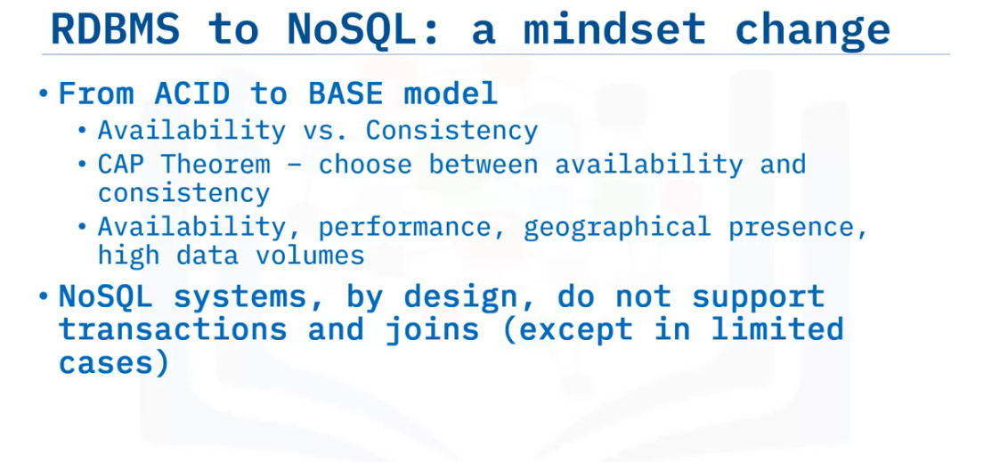 RDBMS to NoSQL: a mindset change
• From ACID to BASE model
• Availability vs. Consistency
• CAP Theorem – choose between availability and
consistency
• Availability, performance, geographical presence,
high data volumes
• NoSQL systems, by design, do not support
transactions and joins (except in limited
cases)